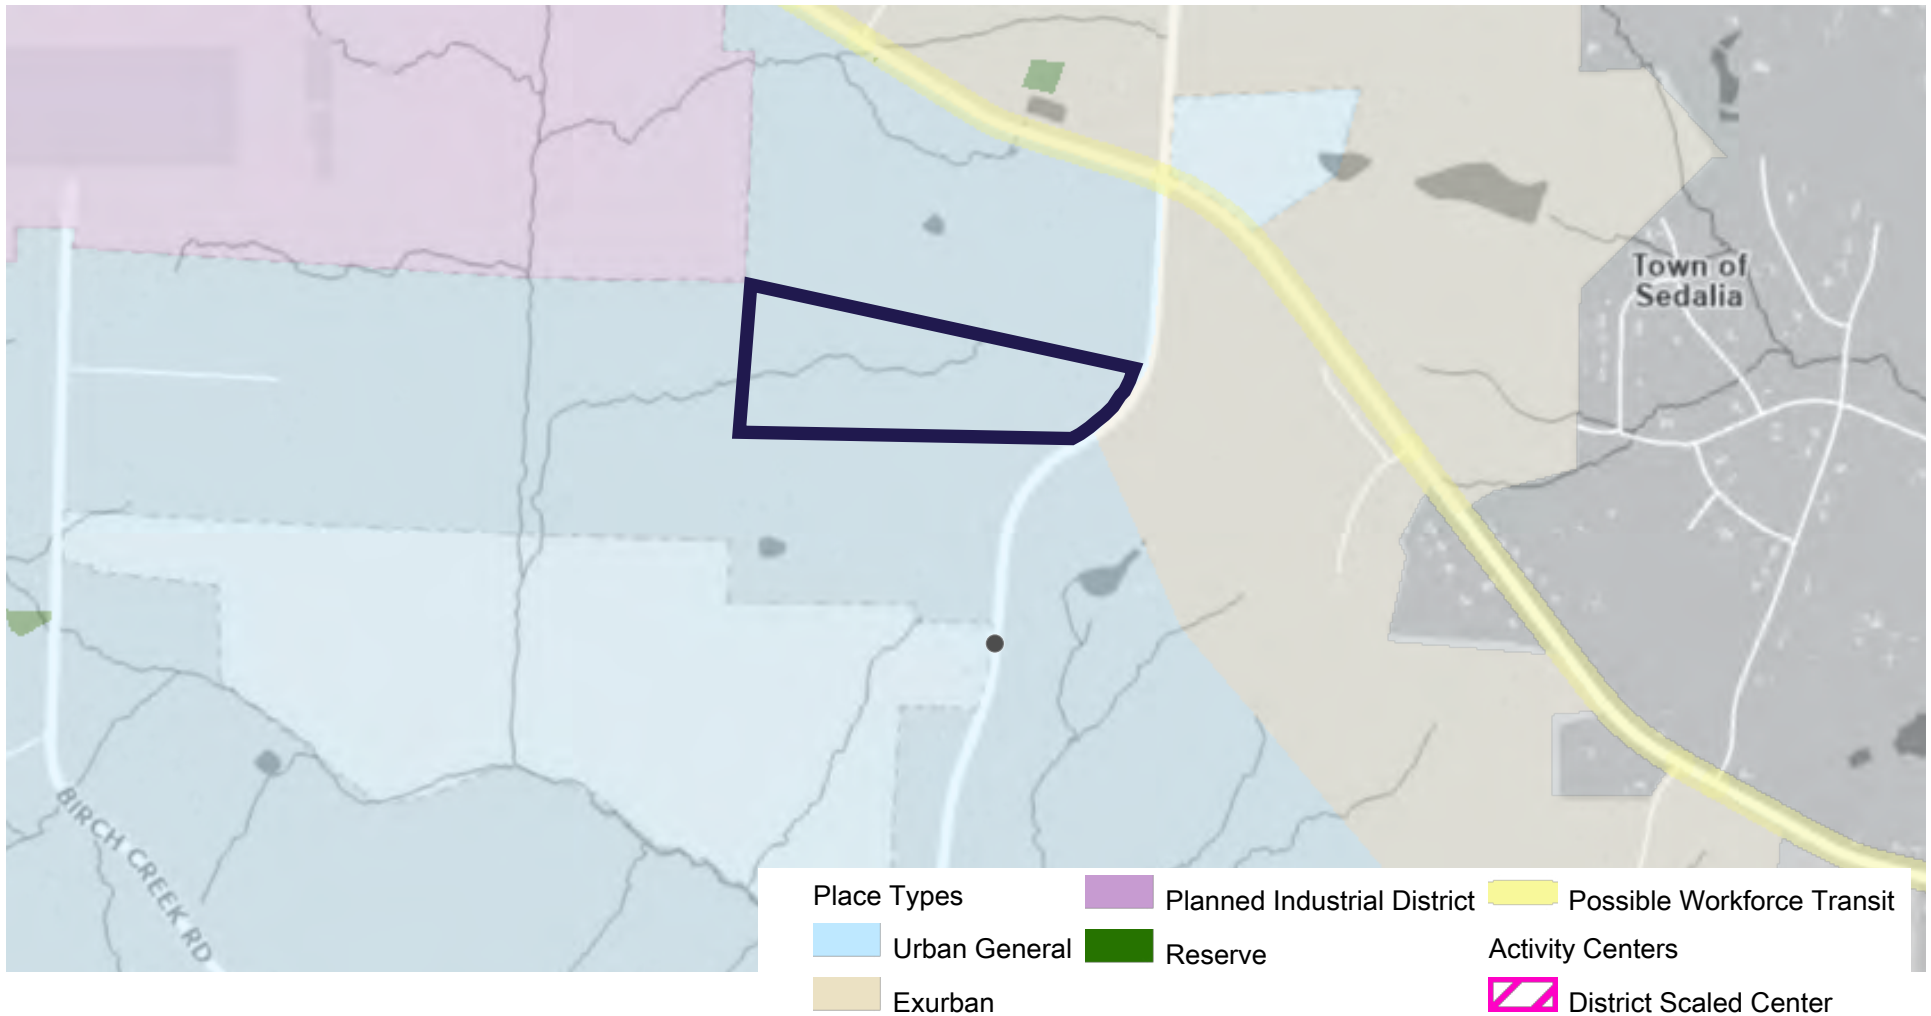 Town of
Sedalia
BIRCH CREEK RD
Place Types
Urban General
Exurban
Planned Industrial District
Reserve
Possible Workforce Transit
Activity Centers
District Scaled Center